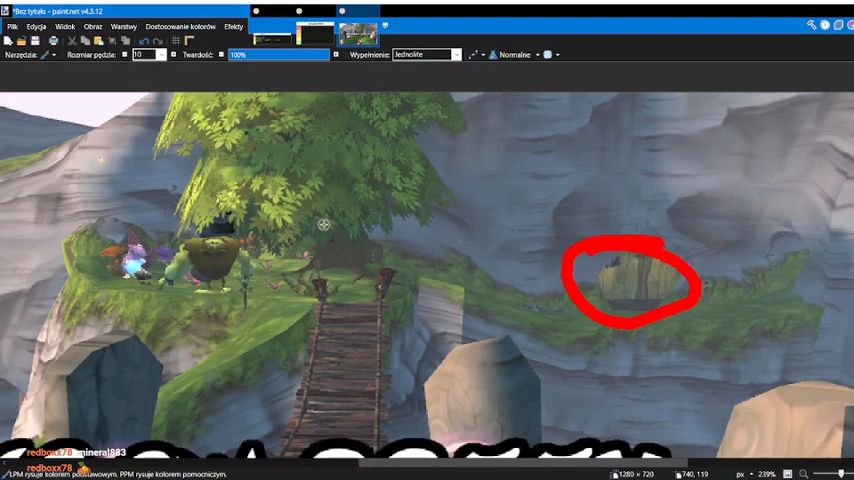 *Bez tytułu - paint.net v4.3.12
Plik Edycja Widok Obraz Warstwy Dostosowanie kolorów Efekty
Narzędzia: Rozmiar pędzla: 10 Twardość: 100% Wypełnienie: Jednolite Normalne
redboxx78 mineral883
redboxx78
LPM rysuje kolorem podstawowym. PPM rysuje kolorem pomocniczym. 1280 × 720 740, 119 px 239%